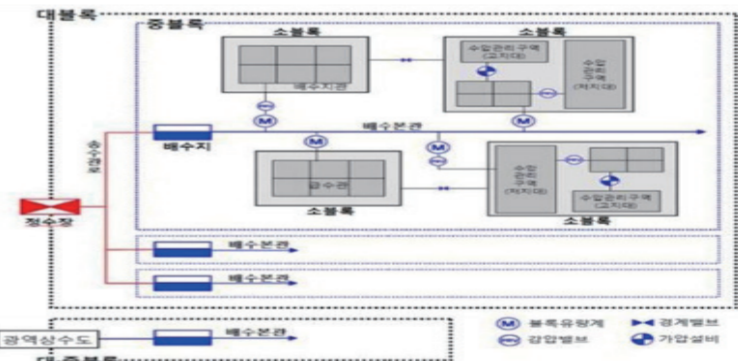 대블록
중블록
소블록
소블록
수압관리 구역
(고지대)
수압
관리
구역
(저지대)
배수지관
PRV
PRV
M
M
배수본관
송수관로
배수지
M
M
PRV
급수관
수압
관리
구역
(저지대)
PRV
수압관리 구역
(고지대)
소블록
소블록
정수장
배수본관
배수본관
광역상수도
배수본관
M 블록유량계
경계밸브
PRV 감압밸브
가압설비
대·중블록